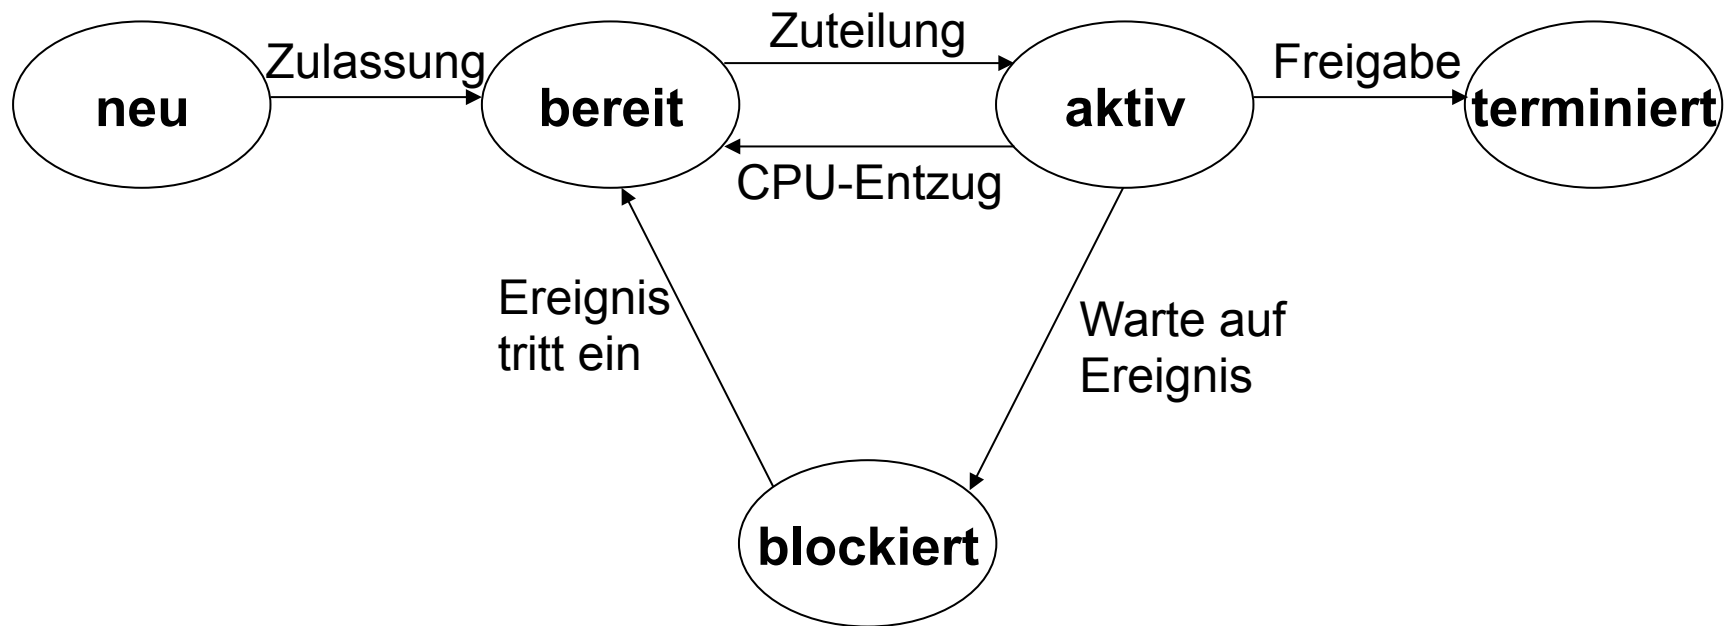 Zulassung
Zuteilung
Freigabe
neu
bereit
aktiv
terminiert
CPU-Entzug
Ereignis
tritt ein
Warte auf
Ereignis
blockiert